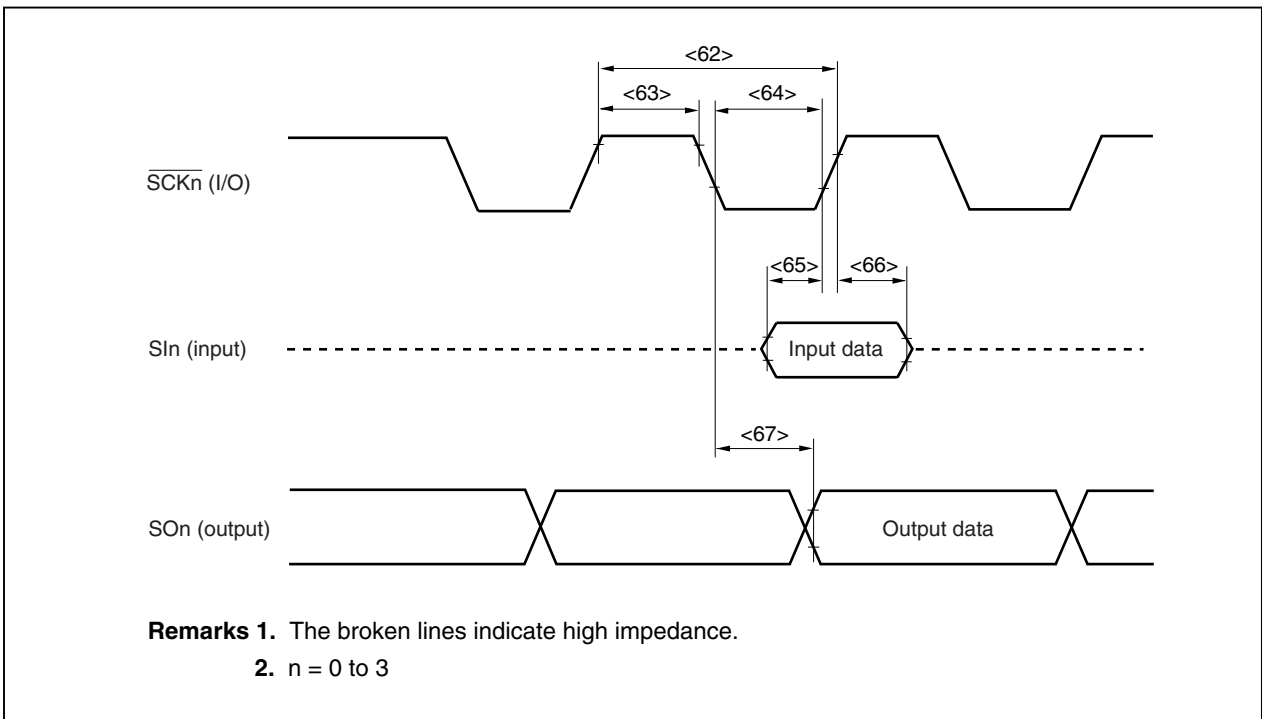 <62>
<63> <64>
SCKn (I/O)
<65> <66>
SIn (input) Input data
<67>
SOn (output) Output data
Remarks 1. The broken lines indicate high impedance.
2. n = 0 to 3